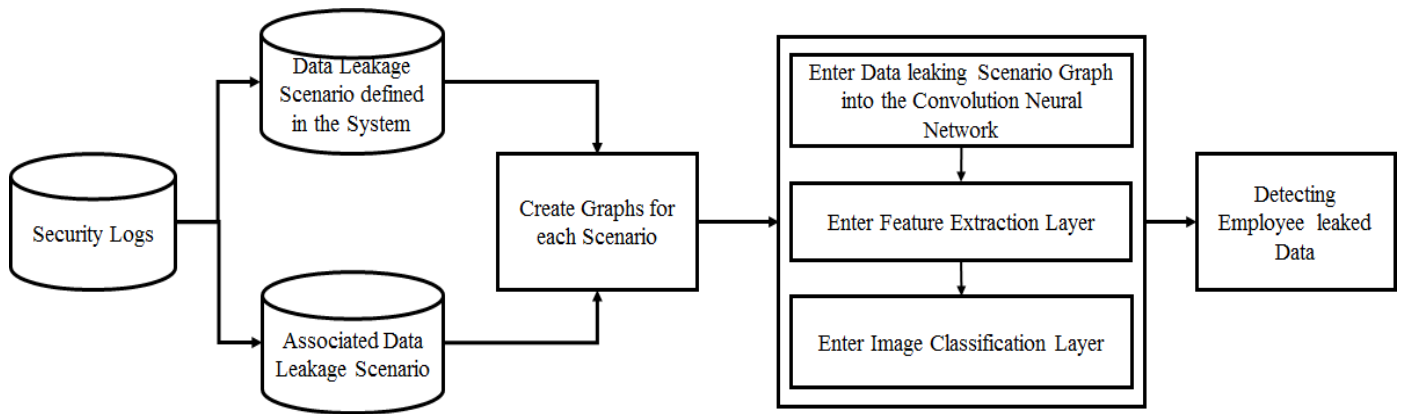 Security Logs
Data Leakage
Scenario defined
in the System
Associated Data
Leakage Scenario
Create Graphs for
each Scenario
Enter Data leaking Scenario Graph
into the Convolution Neural
Network
Enter Feature Extraction Layer
Enter Image Classification Layer
Detecting
Employee leaked
Data